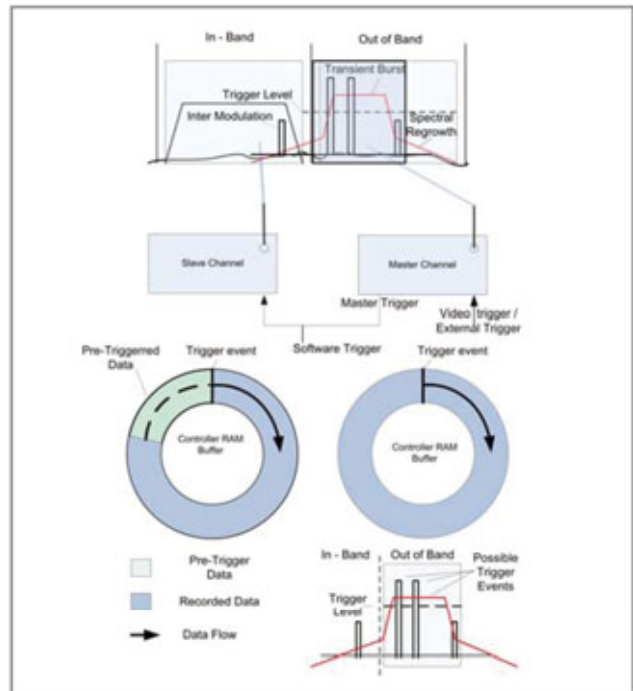 In - Band
Out of Band
Transient Burst
Trigger Level
Inter Modulation
Spectral
Regrowth
Slave Channel
Master Channel
Master Trigger
Video trigger /
External Trigger
Software Trigger
Pre-Triggerred
Data
Trigger event
Trigger event
Controller RAM
Buffer
Controller RAM
Buffer
Pre-Trigger
Data
Recorded Data
Data Flow
In - Band
Out of Band
Possible
Trigger
Events
Trigger
Level